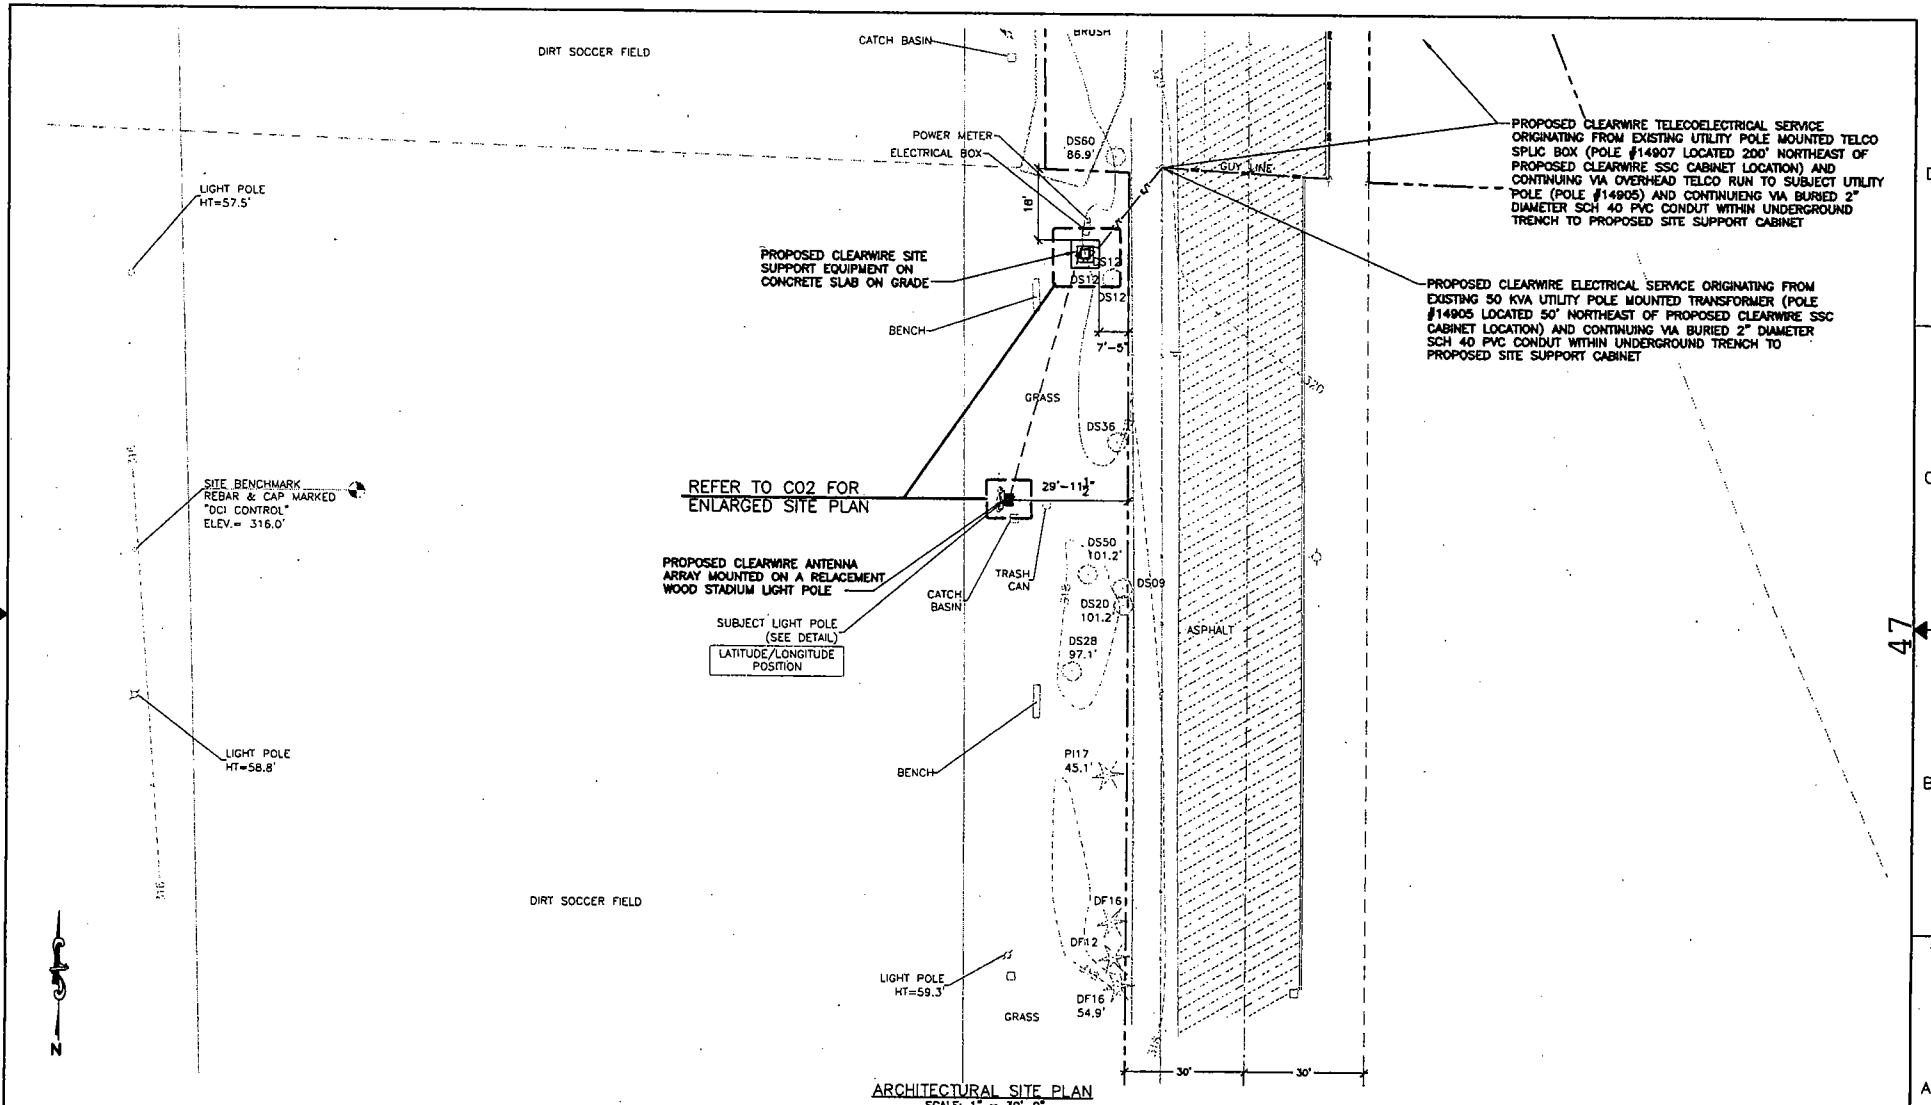 DIRT SOCCER FIELD
CATCH BASIN
BRUSH
POWER METER
ELECTRICAL BOX
DS60
86.9'
GUY LINE
PROPOSED CLEARWIRE TELECOELECTRICAL SERVICE
ORIGINATING FROM EXISTING UTILITY POLE MOUNTED TELCO
SPLIC BOX (POLE #14907 LOCATED 200' NORTHEAST OF
PROPOSED CLEARWIRE SSC CABINET LOCATION) AND
CONTINUING VIA OVERHEAD TELCO RUN TO SUBJECT UTILITY
POLE (POLE #14905) AND CONTINUIENG VIA BURIED 2"
DIAMETER SCH 40 PVC CONDUT WITHIN UNDERGROUND
TRENCH TO PROPOSED SITE SUPPORT CABINET
LIGHT POLE
HT=57.5'
18'
PROPOSED CLEARWIRE SITE
SUPPORT EQUIPMENT ON
CONCRETE SLAB ON GRADE
DS12
DS12
DS12
PROPOSED CLEARWIRE ELECTRICAL SERVICE ORIGINATING FROM
EXISTING 50 KVA UTILITY POLE MOUNTED TRANSFORMER (POLE
#14905 LOCATED 50' NORTHEAST OF PROPOSED CLEARWIRE SSC
CABINET LOCATION) AND CONTINUING VIA BURIED 2" DIAMETER
SCH 40 PVC CONDUT WITHIN UNDERGROUND TRENCH TO
PROPOSED SITE SUPPORT CABINET
BENCH
7'-5"
320
GRASS
DS36
316
SITE BENCHMARK
REBAR & CAP MARKED
"DCI CONTROL"
ELEV.= 316.0'
REFER TO C02 FOR
ENLARGED SITE PLAN
29'-11½"
PROPOSED CLEARWIRE ANTENNA
ARRAY MOUNTED ON A RELACEMENT
WOOD STADIUM LIGHT POLE
CATCH
BASIN
TRASH
CAN
DS50
101.2'
DS09
DS20
101.2'
318
DS28
97.1'
ASPHALT
SUBJECT LIGHT POLE
(SEE DETAIL)
LATITUDE/LONGITUDE
POSITION
47
LIGHT POLE
HT=58.8'
BENCH
PI17
45.1'
316
DIRT SOCCER FIELD
DF16
DF12
LIGHT POLE
HT=59.3'
DF16
54.9'
GRASS
318
N
30'
30'
ARCHITECTURAL SITE PLAN
C
B
A